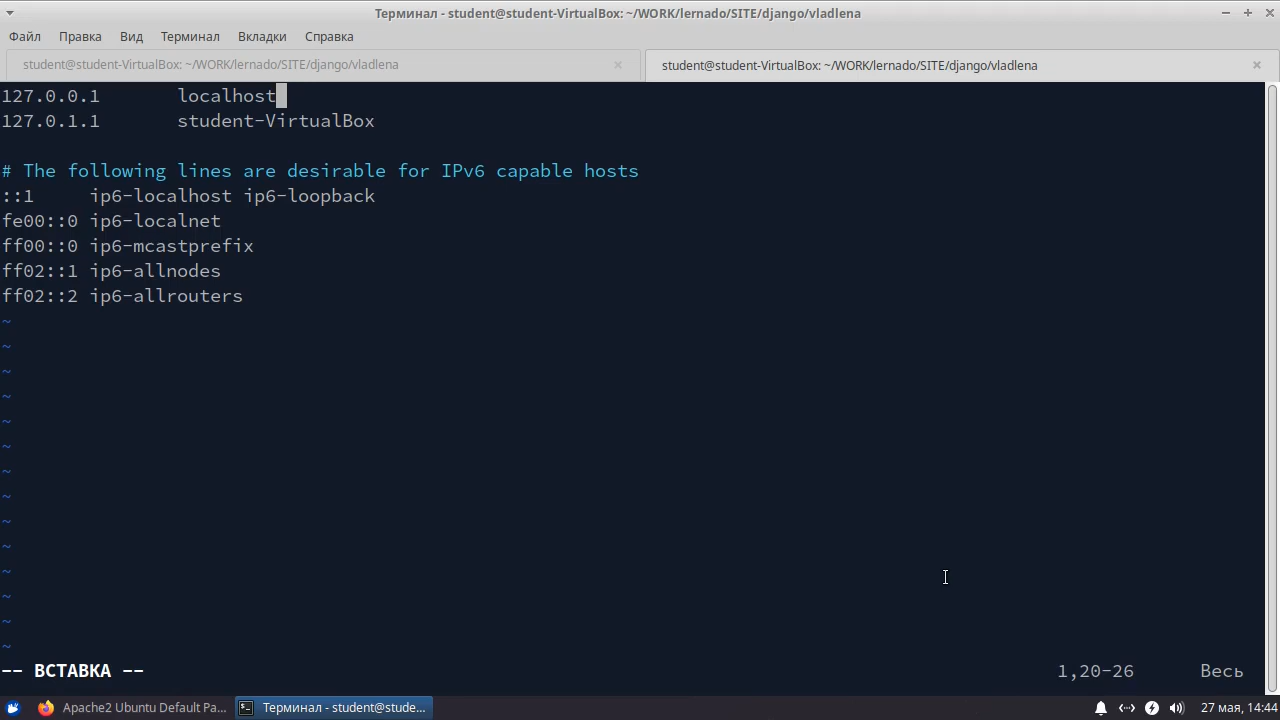 Терминал - student@student-VirtualBox: ~/WORK/lernado/SITE/django/vladlena
Файл Правка Вид Терминал Вкладки Справка
student@student-VirtualBox: ~/WORK/lernado/SITE/django/vladlena × student@student-VirtualBox: ~/WORK/lernado/SITE/django/vladlena ×
127.0.0.1       localhost
127.0.1.1       student-VirtualBox
# The following lines are desirable for IPv6 capable hosts
::1     ip6-localhost ip6-loopback
fe00::0 ip6-localnet
ff00::0 ip6-mcastprefix
ff02::1 ip6-allnodes
ff02::2 ip6-allrouters
~
~
~
~
~
~
~
~
~
~
~
~
~
~
-- ВСТАВКА -- 1,20-26 Весь
Apache2 Ubuntu Default Pa... Терминал - student@stude... 27 мая, 14:44